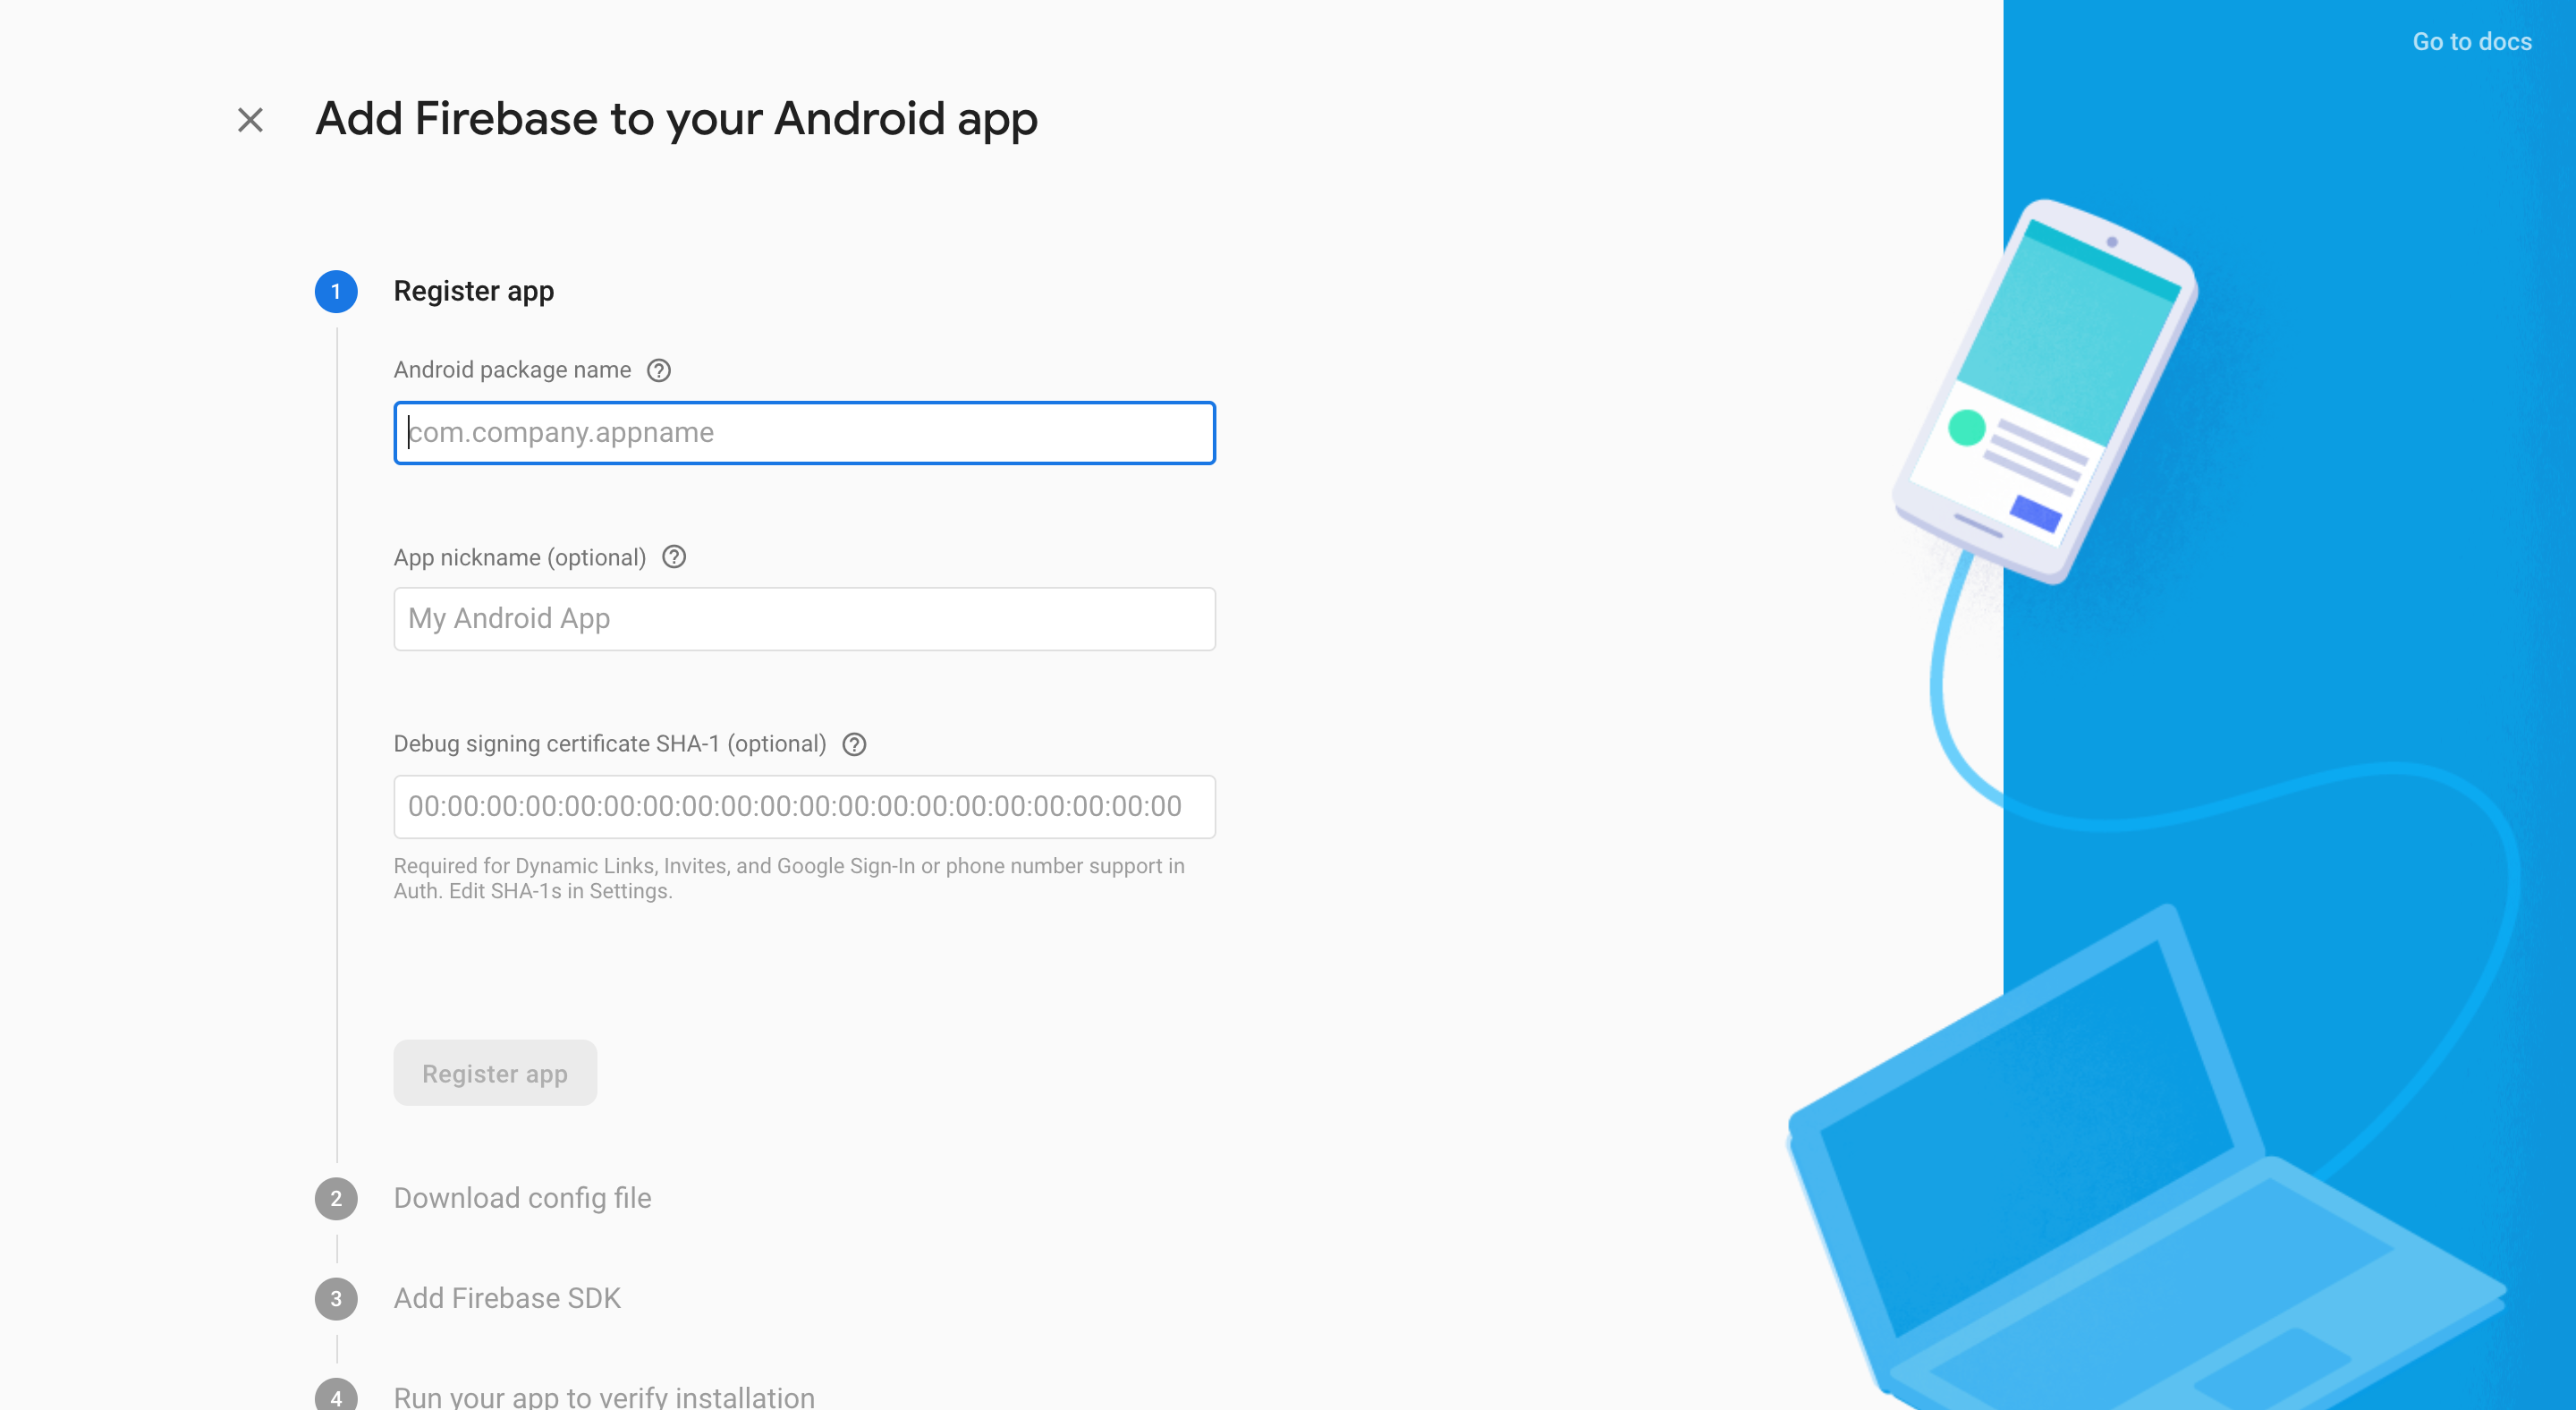 Go to docs
Add Firebase to your Android app
1 Register app
Android package name ?
com.company.appname
App nickname (optional) ?
My Android App
Debug signing certificate SHA-1 (optional) ?
00:00:00:00:00:00:00:00:00:00:00:00:00:00:00:00:00:00:00:00
Required for Dynamic Links, Invites, and Google Sign-In or phone number support in
Auth. Edit SHA-1s in Settings.
Register app
2 Download config file
3 Add Firebase SDK
4 Run your app to verify installation